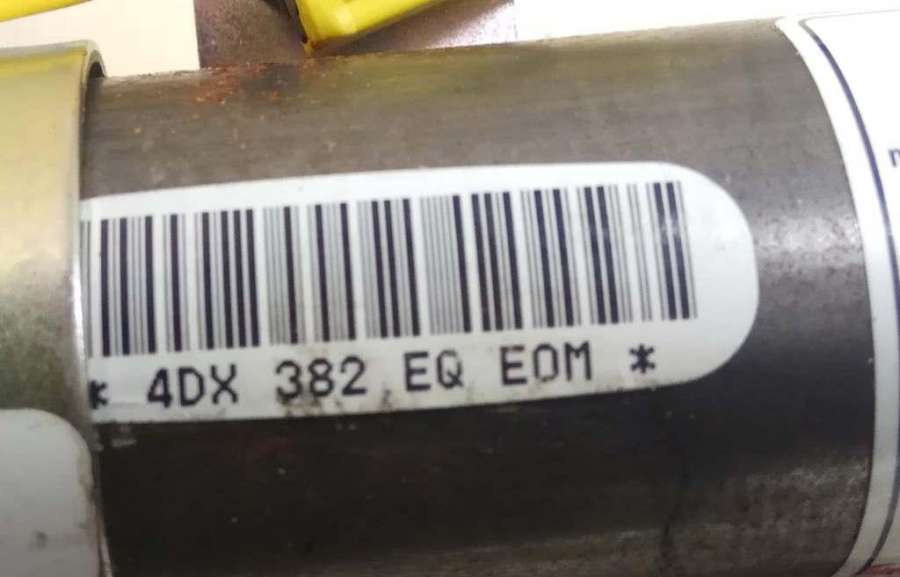 * 4DX 382 EQ EOM *